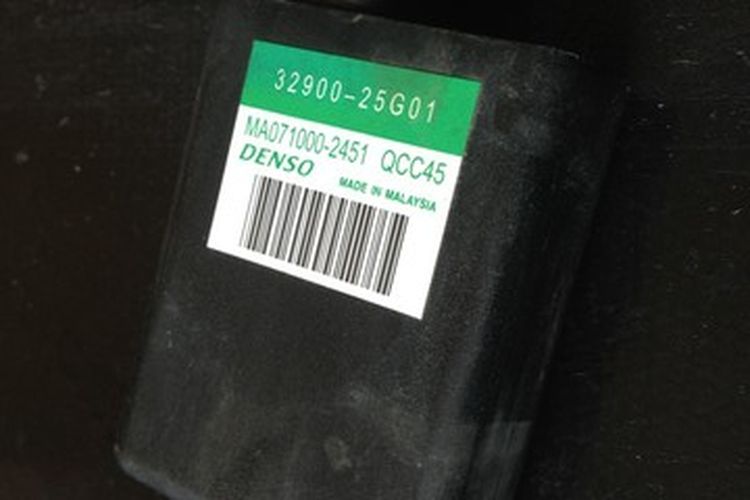 32900-25G01
MA071000-2451 QCC45
DENSO
MADE IN MALAYSIA